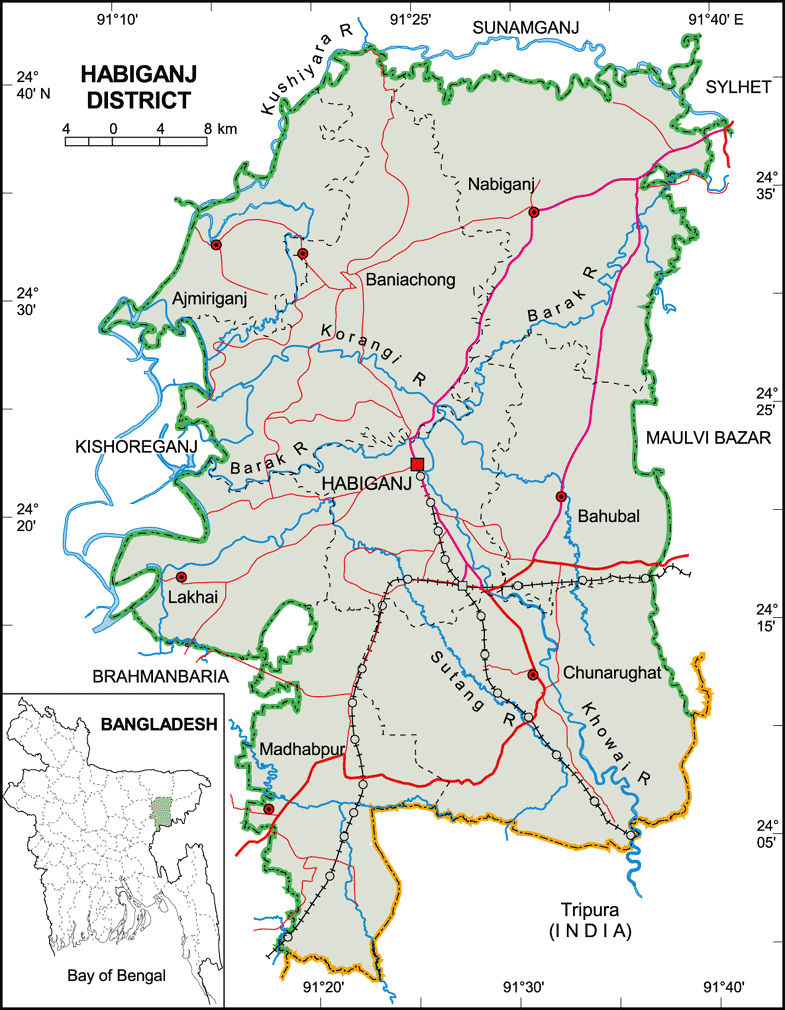 91°10'
91°25'
91°40' E
SUNAMGANJ
Kushiyara R
24°
40' N
HABIGANJ
DISTRICT
SYLHET
4 0 4 8 km
Nabiganj
24°
35'
Baniachong
Ajmiriganj
24°
30'
Barak R
Korangi R
24°
25'
KISHOREGANJ
MAULVI BAZAR
Barak R
HABIGANJ
24°
20'
Bahubal
Lakhai
24°
15'
BRAHMANBARIA
Sutang R
Chunarughat
Khowai R
BANGLADESH
Madhabpur
24°
05'
Tripura
(INDIA)
Bay of Bengal
91°20'
91°30'
91°40'